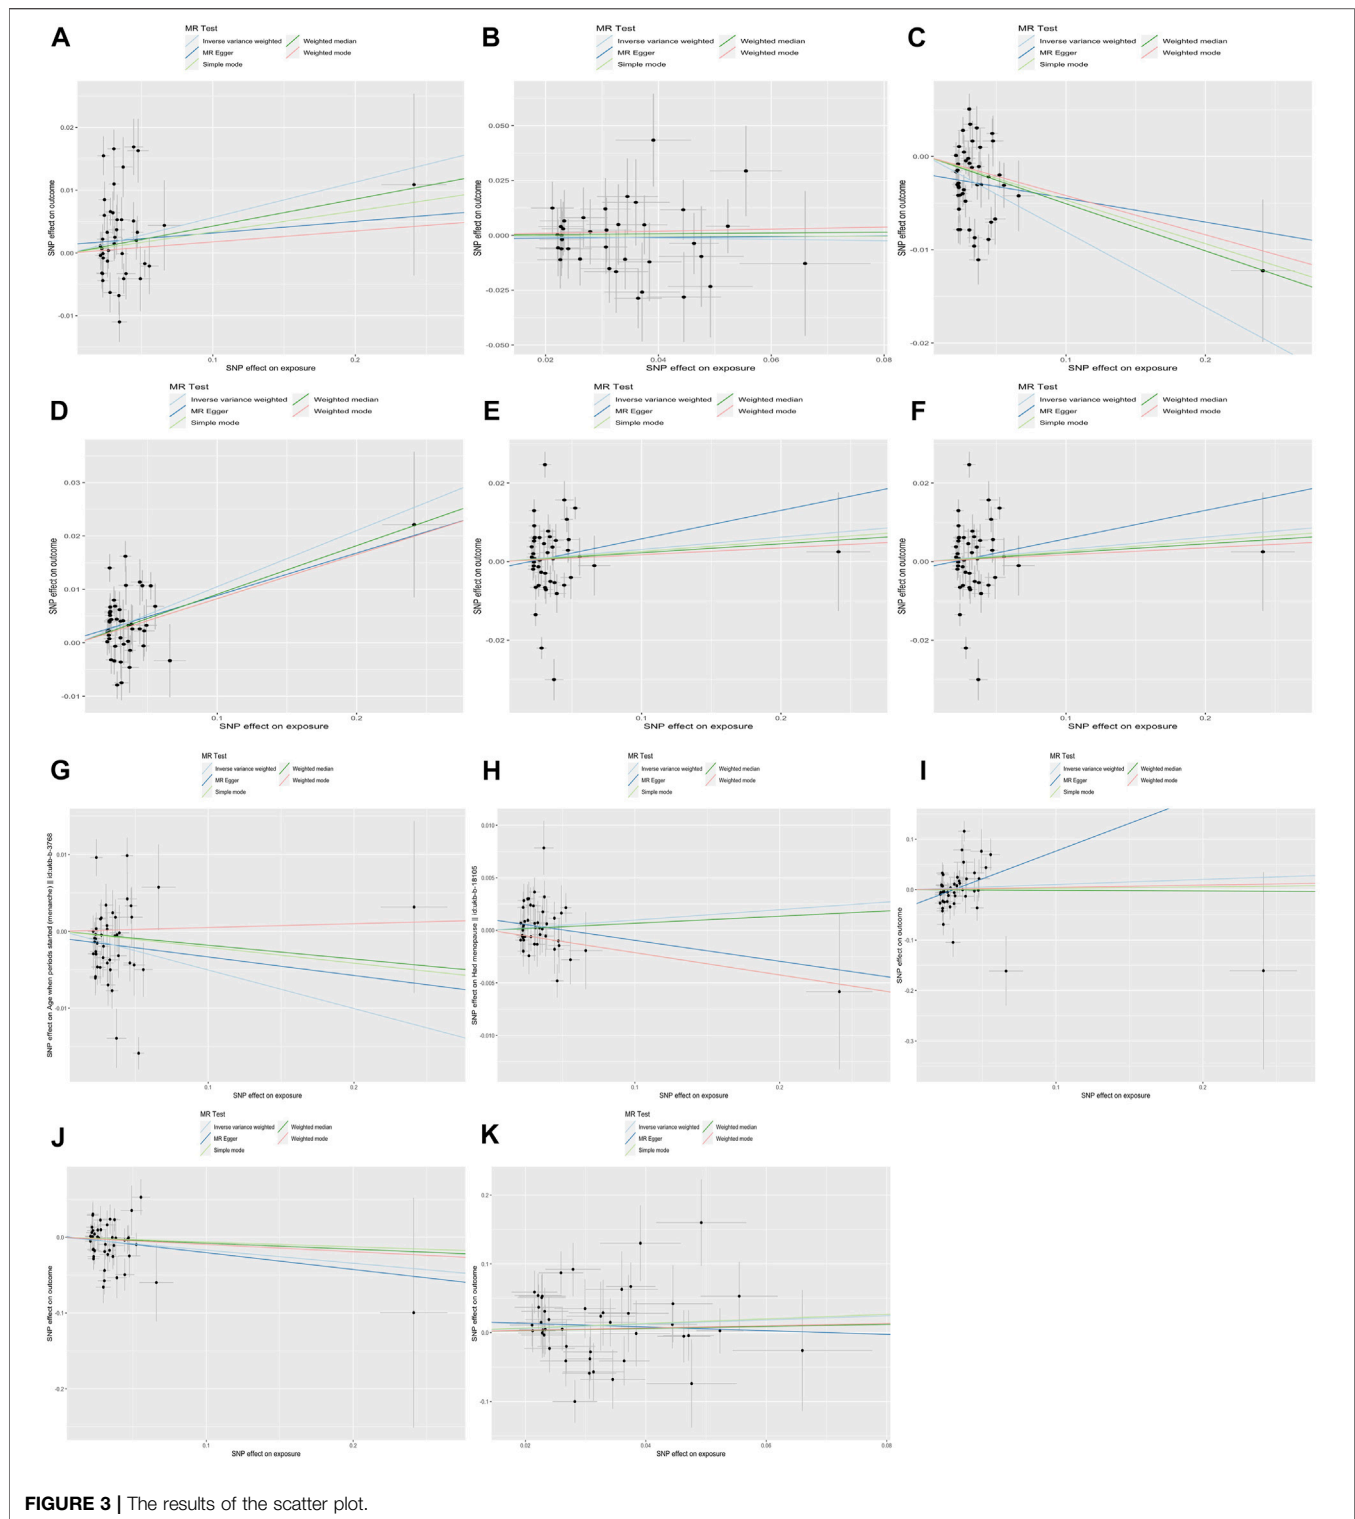 A
MR Test
Inverse variance weighted
Weighted median
MR Egger
Weighted mode
Simple mode
SNP effect on outcome
0.02
0.01
0.00
-0.01
0.1
0.2
SNP effect on exposure
B
MR Test
Inverse variance weighted
Weighted median
MR Egger
Weighted mode
Simple mode
SNP effect on outcome
0.050
0.025
0.000
-0.025
-0.050
0.02
0.04
0.06
0.08
SNP effect on exposure
C
MR Test
Inverse variance weighted
Weighted median
MR Egger
Weighted mode
Simple mode
SNP effect on outcome
0.00
-0.01
-0.02
0.1
0.2
SNP effect on exposure
D
MR Test
Inverse variance weighted
Weighted median
MR Egger
Weighted mode
Simple mode
SNP effect on outcome
0.03
0.02
0.01
0.00
-0.01
0.1
0.2
SNP effect on exposure
E
MR Test
Inverse variance weighted
Weighted median
MR Egger
Weighted mode
Simple mode
SNP effect on outcome
0.02
0.00
-0.02
0.1
0.2
SNP effect on exposure
F
MR Test
Inverse variance weighted
Weighted median
MR Egger
Weighted mode
Simple mode
SNP effect on outcome
0.02
0.00
-0.02
0.1
0.2
SNP effect on exposure
G
MR Test
Inverse variance weighted
Weighted median
MR Egger
Weighted mode
Simple mode
SNP effect on Age when periods started (menarche) || id:ukb-b-3768
0.01
0.00
-0.01
0.1
0.2
SNP effect on exposure
H
MR Test
Inverse variance weighted
Weighted median
MR Egger
Weighted mode
Simple mode
SNP effect on Had menopause || id:ukb-b-18105
0.010
0.005
0.000
-0.005
-0.010
0.1
0.2
SNP effect on exposure
I
MR Test
Inverse variance weighted
Weighted median
MR Egger
Weighted mode
Simple mode
SNP effect on outcome
0.1
0.0
-0.1
-0.2
-0.3
0.1
0.2
SNP effect on exposure
J
MR Test
Inverse variance weighted
Weighted median
MR Egger
Weighted mode
Simple mode
SNP effect on outcome
0.0
-0.1
-0.2
0.1
0.2
SNP effect on exposure
K
MR Test
Inverse variance weighted
Weighted median
MR Egger
Weighted mode
Simple mode
SNP effect on outcome
0.2
0.1
0.0
-0.1
0.02
0.04
0.06
0.08
SNP effect on exposure
FIGURE 3 | The results of the scatter plot.